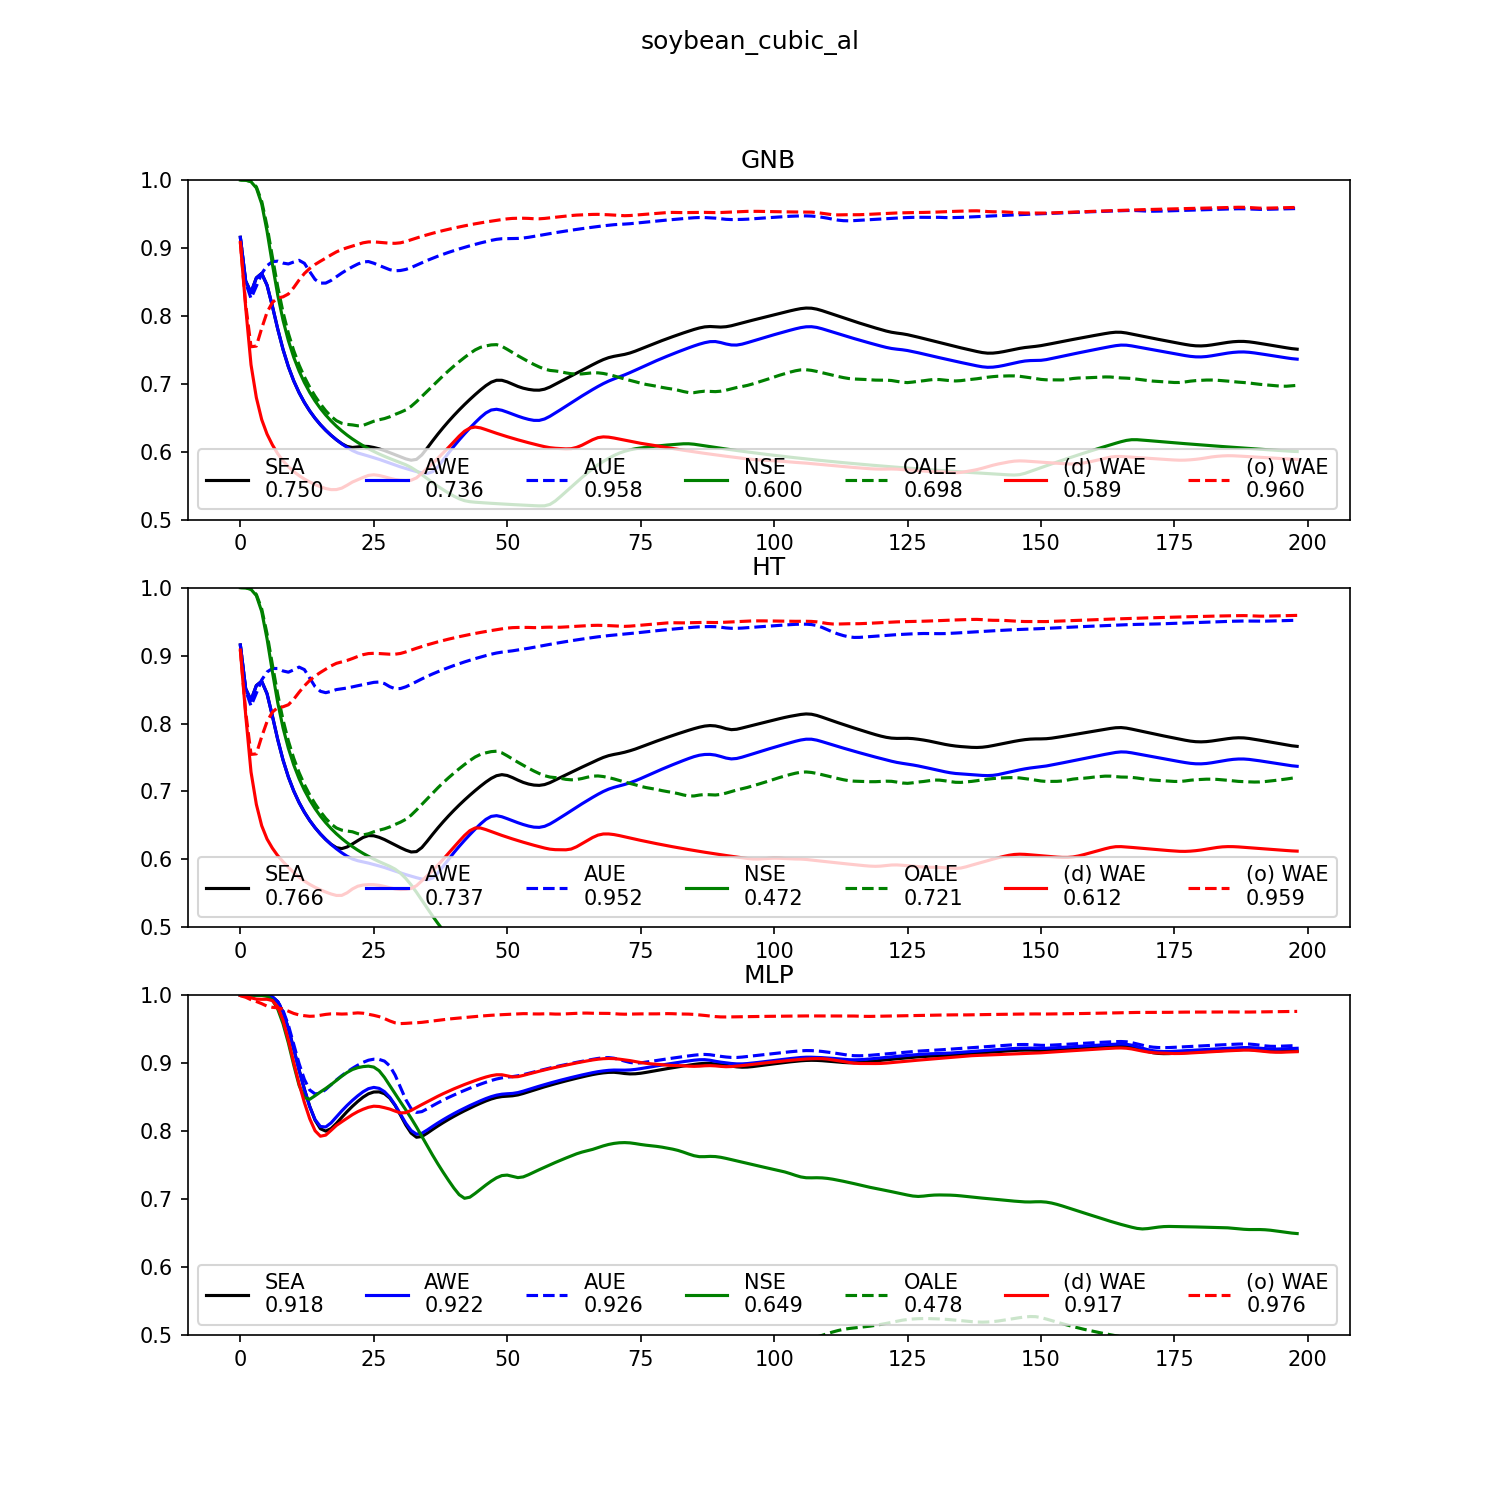 soybean_cubic_al
GNB
1.0
0.9
0.8
0.7
0.6
0.5
SEA AWE AUE NSE OALE (d) WAE (o) WAE
0.750 0.736 0.958 0.600 0.698 0.589 0.960
0 25 50 75 100 125 150 175 200
HT
1.0
0.9
0.8
0.7
0.6
0.5
SEA AWE AUE NSE OALE (d) WAE (o) WAE
0.766 0.737 0.952 0.472 0.721 0.612 0.959
0 25 50 75 100 125 150 175 200
MLP
1.0
0.9
0.8
0.7
0.6
0.5
SEA AWE AUE NSE OALE (d) WAE (o) WAE
0.918 0.922 0.926 0.649 0.478 0.917 0.976
0 25 50 75 100 125 150 175 200